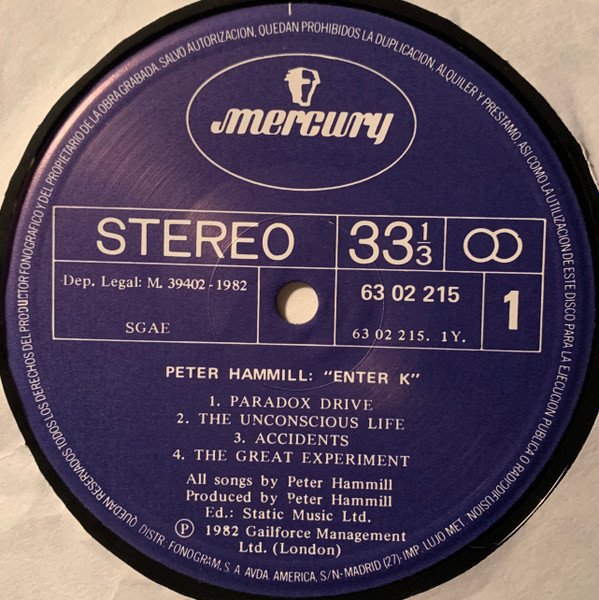 QUEDAN RESERVADOS TODOS LOS DERECHOS DEL PRODUCTOR FONOGRAFICO Y DEL PROPIETARIO DE LA OBRA GRABADA. SALVO AUTORIZACION, QUEDAN PROHIBIDOS LA DUPLICACION, ALQUILER Y PRESTAMO, ASI COMO LA UTILIZACION DE ESTE DISCO PARA LA EJECUCION PUBLICA O RADIODIFUSION.
mercury
STEREO 33 1/3
Dep. Legal: M. 39402 - 1982
SGAE
63 02 215
63 02 215. 1Y.
1
PETER HAMMILL: "ENTER K"
1. PARADOX DRIVE
2. THE UNCONSCIOUS LIFE
3. ACCIDENTS
4. THE GREAT EXPERIMENT
All songs by Peter Hammill
Produced by Peter Hammill
Ed.: Static Music Ltd.
Ⓟ 1982 Gailforce Management
Ltd. (London)
DISTR. FONOGRAM, S. A. AVDA. AMERICA, S/N - MADRID (27) - IMP. LUJO MET.